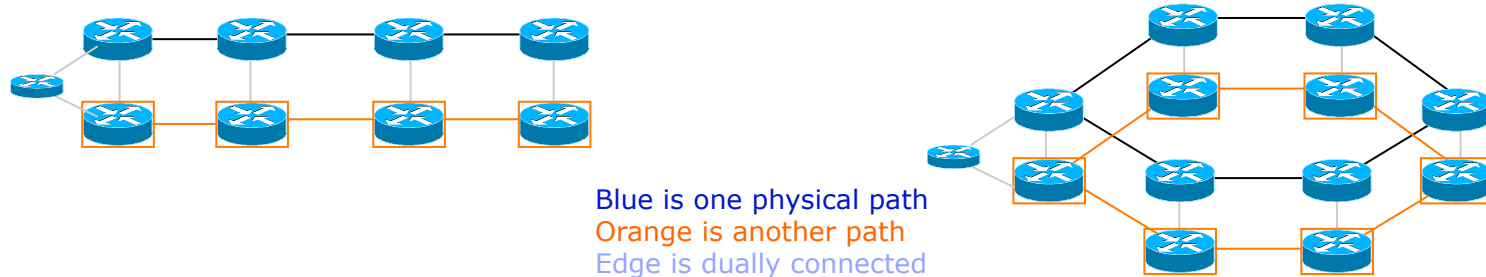 Blue is one physical path
Orange is another path
Edge is dually connected